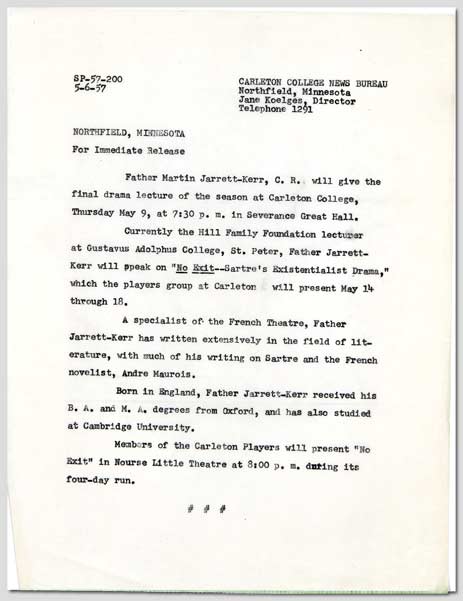 SP-57-200
5-6-57
CARLETON COLLEGE NEWS BUREAU
Northfield, Minnesota
Jane Koelges, Director
Telephone 1291
NORTHFIELD, MINNESOTA
For Immediate Release
Father Martin Jarrett-Kerr, C. R. will give the
final drama lecture of the season at Carleton College,
Thursday May 9, at 7:30 p. m. in Severance Great Hall.
Currently the Hill Family Foundation lecturer
at Gustavus Adolphus College, St. Peter, Father Jarrett-
Kerr will speak on "No Exit--Sartre's Existentialist Drama,"
which the players group at Carleton will present May 14
through 18.
A specialist of the French Theatre, Father
Jarrett-Kerr has written extensively in the field of lit-
erature, with much of his writing on Sartre and the French
novelist, Andre Maurois.
Born in England, Father Jarrett-Kerr received his
B. A. and M. A. degrees from Oxford, and has also studied
at Cambridge University.
Members of the Carleton Players will present "No
Exit" in Nourse Little Theatre at 8:00 p. m. during its
four-day run.
# # #